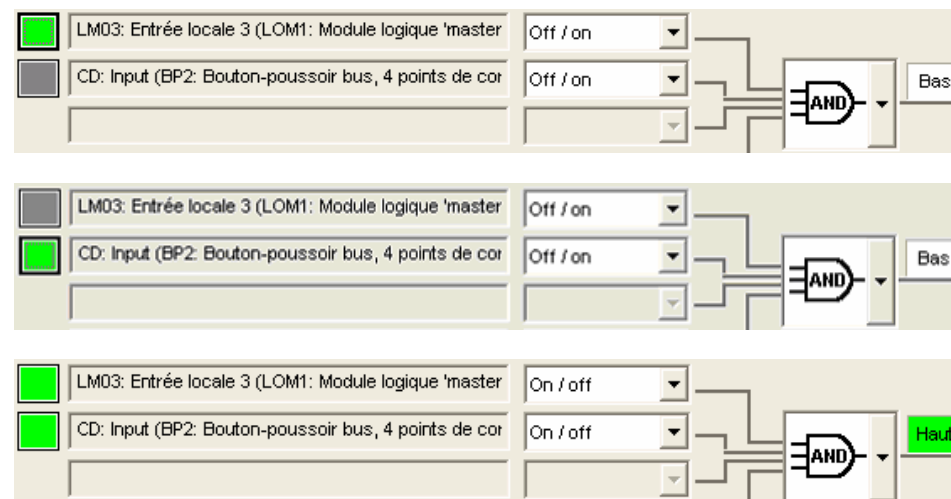 LM03: Entrée locale 3 (LOM1: Module logique 'master Off / on
CD: Input (BP2: Bouton-poussoir bus, 4 points de cor Off / on
AND Bas
LM03: Entrée locale 3 (LOM1: Module logique 'master Off / on
CD: Input (BP2: Bouton-poussoir bus, 4 points de cor Off / on
AND Bas
LM03: Entrée locale 3 (LOM1: Module logique 'master On / off
CD: Input (BP2: Bouton-poussoir bus, 4 points de cor On / off
AND Haut